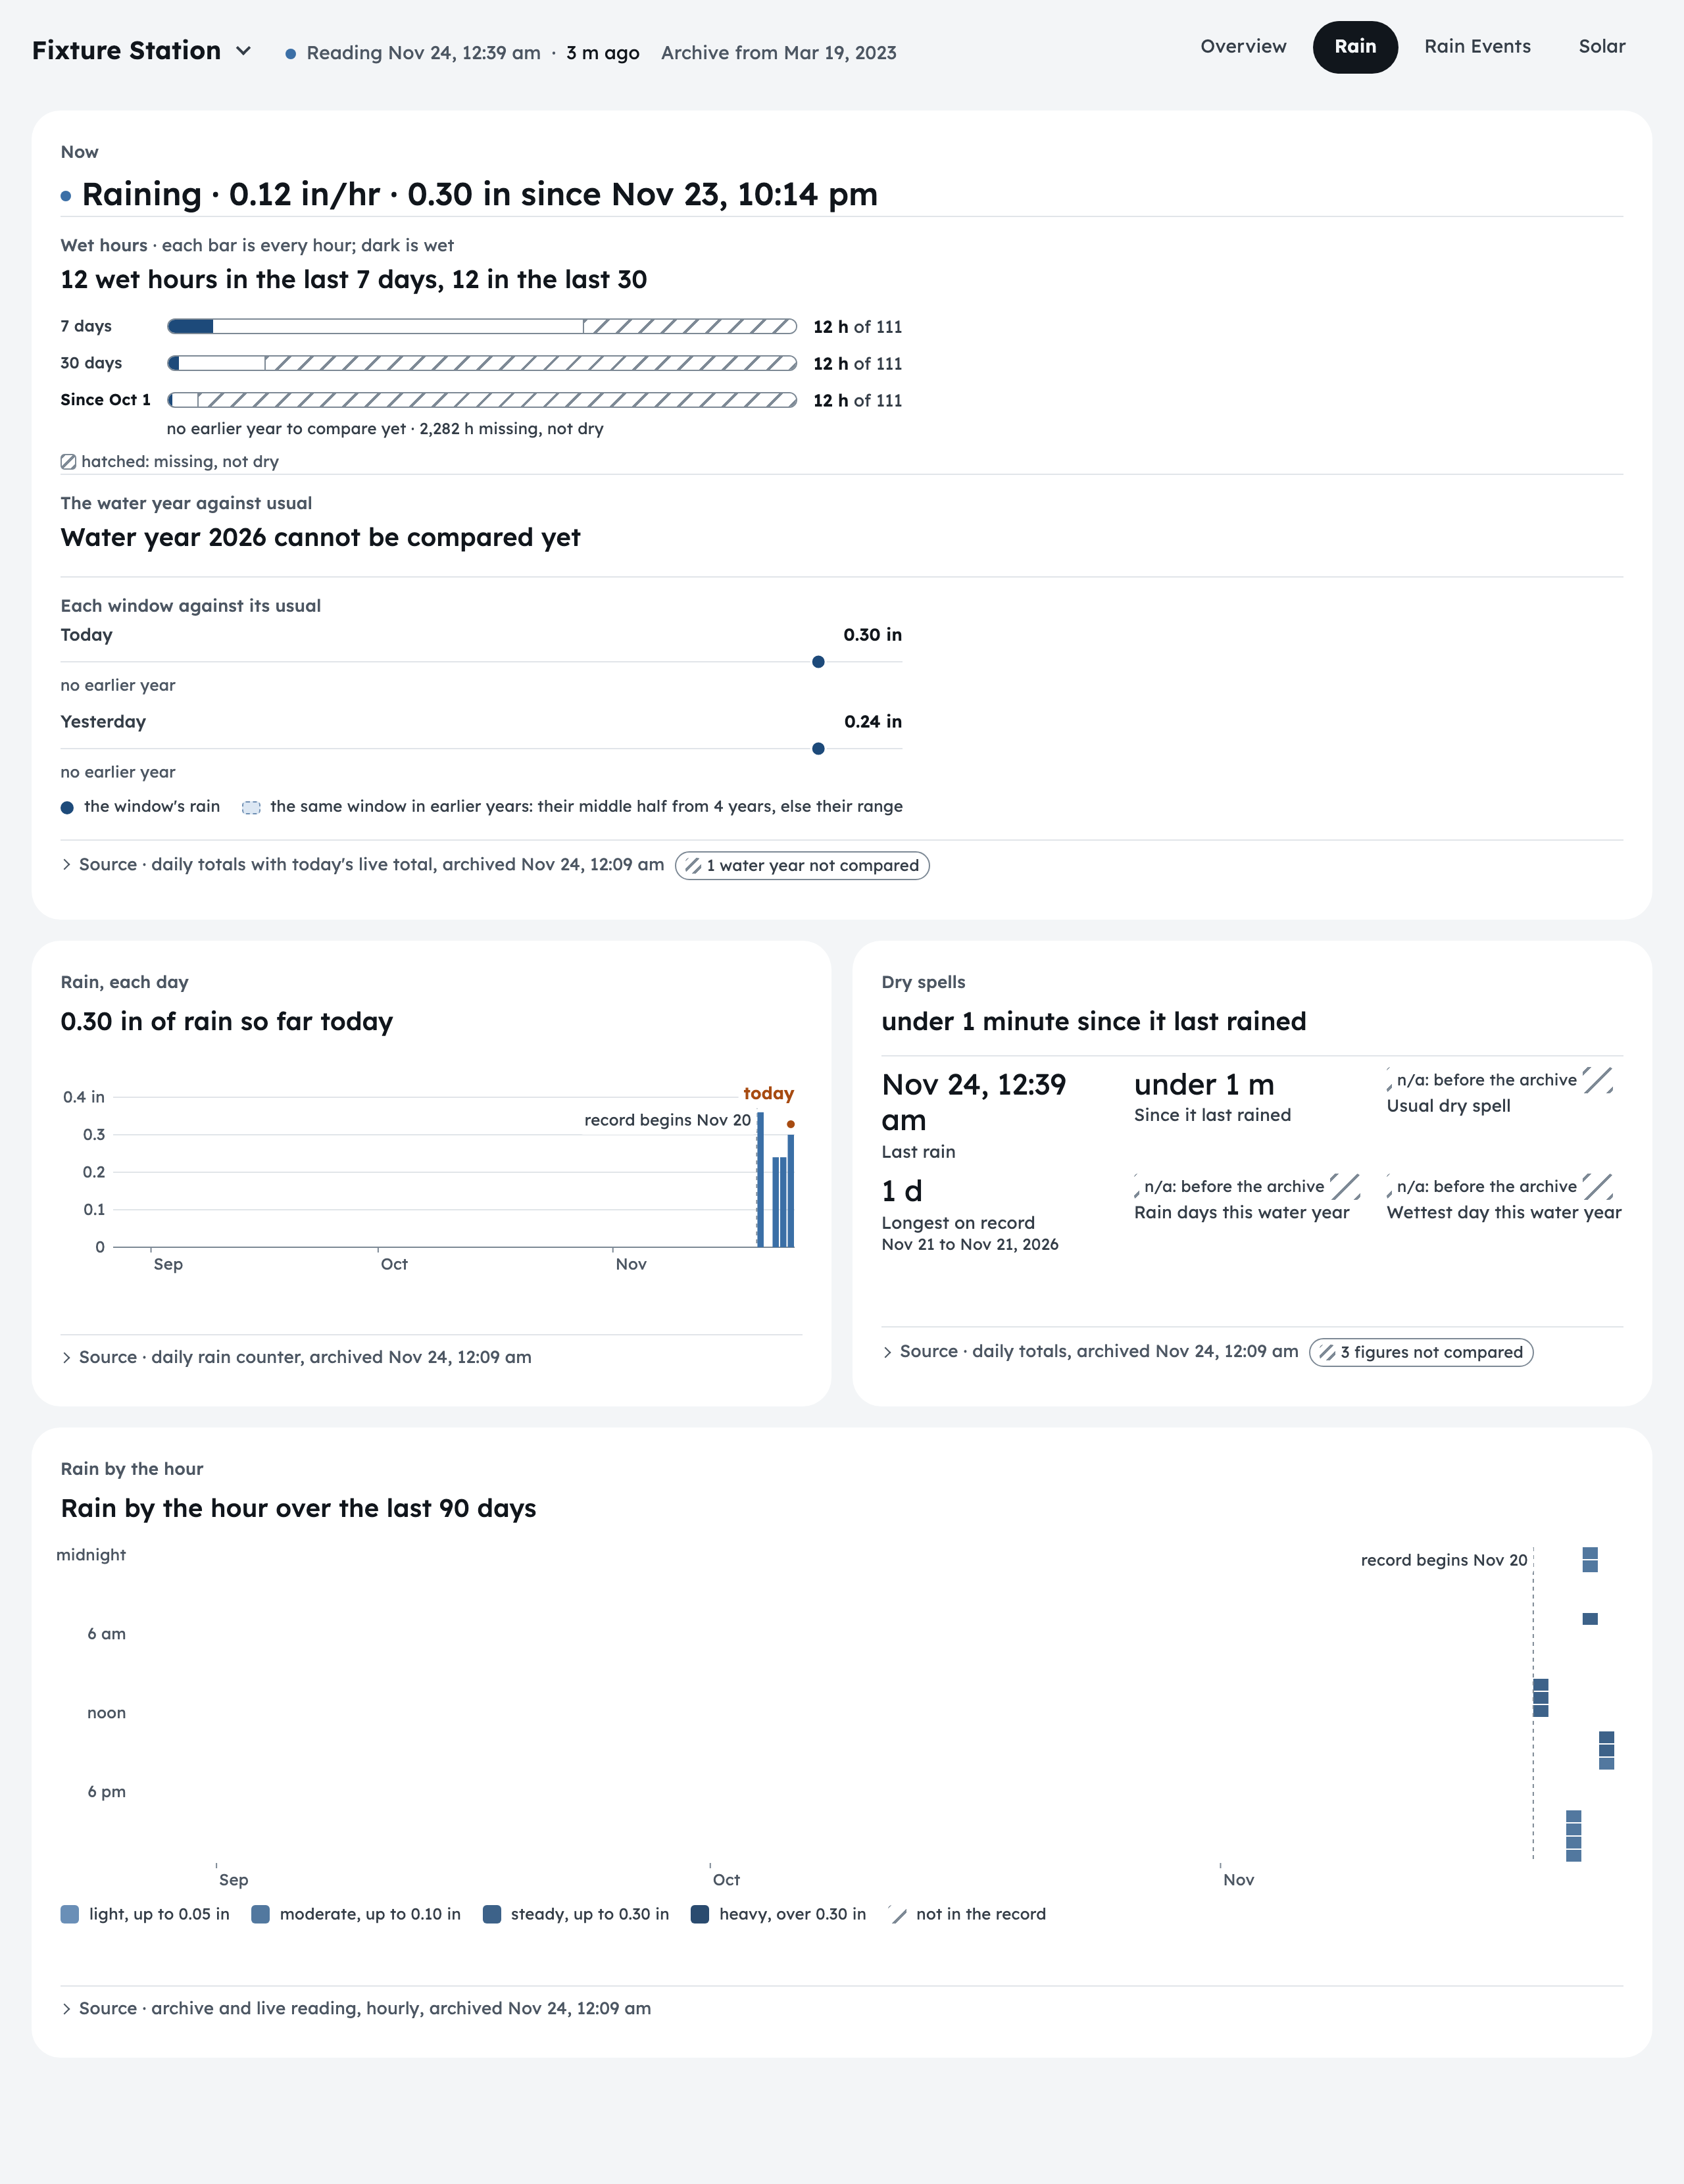 Fixture Station
Reading Nov 24, 12:39 am · 3 m ago Archive from Mar 19, 2023
Overview Rain Rain Events Solar
Now
Raining · 0.12 in/hr · 0.30 in since Nov 23, 10:14 pm
Wet hours · each bar is every hour; dark is wet
12 wet hours in the last 7 days, 12 in the last 30
7 days 12 h of 111
30 days 12 h of 111
Since Oct 1 12 h of 111
no earlier year to compare yet · 2,282 h missing, not dry
hatched: missing, not dry
The water year against usual
Water year 2026 cannot be compared yet
Each window against its usual
Today 0.30 in
no earlier year
Yesterday 0.24 in
no earlier year
the window's rain the same window in earlier years: their middle half from 4 years, else their range
Source · daily totals with today's live total, archived Nov 24, 12:09 am 1 water year not compared
Rain, each day
0.30 in of rain so far today
0.4 in
today
record begins Nov 20
0.3
0.2
0.1
0
Sep Oct Nov
Source · daily rain counter, archived Nov 24, 12:09 am
Dry spells
under 1 minute since it last rained
Nov 24, 12:39
am
Last rain
under 1 m
Since it last rained
n/a: before the archive
Usual dry spell
1 d
Longest on record
Nov 21 to Nov 21, 2026
n/a: before the archive
Rain days this water year
n/a: before the archive
Wettest day this water year
Source · daily totals, archived Nov 24, 12:09 am 3 figures not compared
Rain by the hour
Rain by the hour over the last 90 days
midnight
record begins Nov 20
6 am
noon
6 pm
Sep Oct Nov
light, up to 0.05 in moderate, up to 0.10 in steady, up to 0.30 in heavy, over 0.30 in not in the record
Source · archive and live reading, hourly, archived Nov 24, 12:09 am